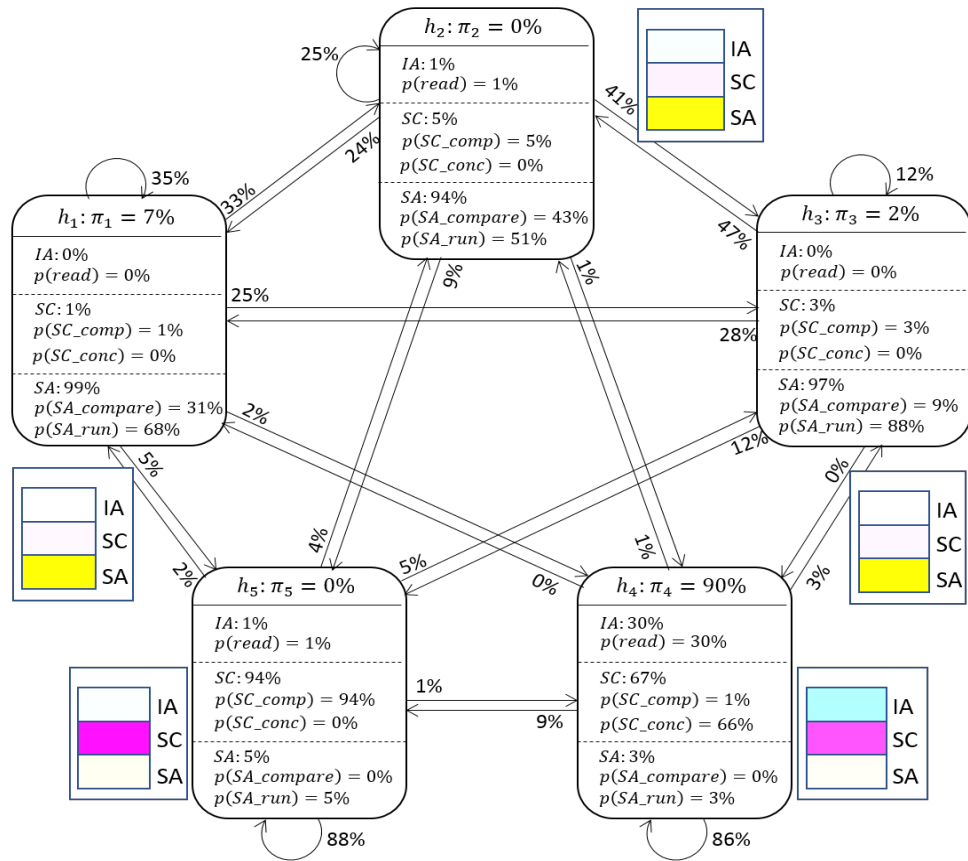 h₂: π₂ = 0%
IA: 1%
p(read) = 1%
SC: 5%
p(SC_comp) = 5%
p(SC_conc) = 0%
SA: 94%
p(SA_compare) = 43%
p(SA_run) = 51%
25%
IA
SC
SA
41%
47%
24%
33%
35%
h₁: π₁ = 7%
IA: 0%
p(read) = 0%
SC: 1%
p(SC_comp) = 1%
p(SC_conc) = 0%
SA: 99%
p(SA_compare) = 31%
p(SA_run) = 68%
12%
h₃: π₃ = 2%
IA: 0%
p(read) = 0%
SC: 3%
p(SC_comp) = 3%
p(SC_conc) = 0%
SA: 97%
p(SA_compare) = 9%
p(SA_run) = 88%
9%
1%
25%
28%
2%
12%
5%
0%
IA
SC
SA
IA
SC
SA
2%
4%
5%
0%
1%
3%
h₅: π₅ = 0%
IA: 1%
p(read) = 1%
SC: 94%
p(SC_comp) = 94%
p(SC_conc) = 0%
SA: 5%
p(SA_compare) = 0%
p(SA_run) = 5%
88%
h₄: π₄ = 90%
IA: 30%
p(read) = 30%
SC: 67%
p(SC_comp) = 1%
p(SC_conc) = 66%
SA: 3%
p(SA_compare) = 0%
p(SA_run) = 3%
86%
1%
9%
IA
SC
SA
IA
SC
SA